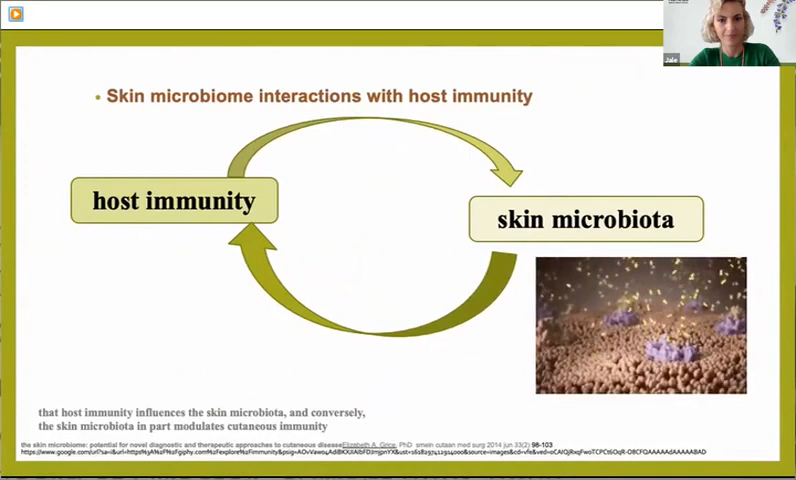 Jale
• Skin microbiome interactions with host immunity
host immunity
skin microbiota
that host immunity influences the skin microbiota, and conversely,
the skin microbiota in part modulates cutaneous immunity
the skin microbiome: potential for novel diagnostic and therapeutic approaches to cutaneous disease Elizabeth A. Grice, PhD smein cutaan med surg 2014 jun 33(2) 98-103